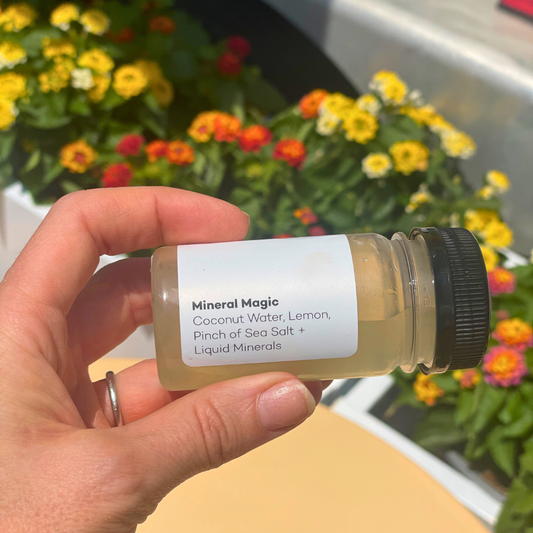 Mineral Magic
Coconut Water, Lemon,
Pinch of Sea Salt +
Liquid Minerals